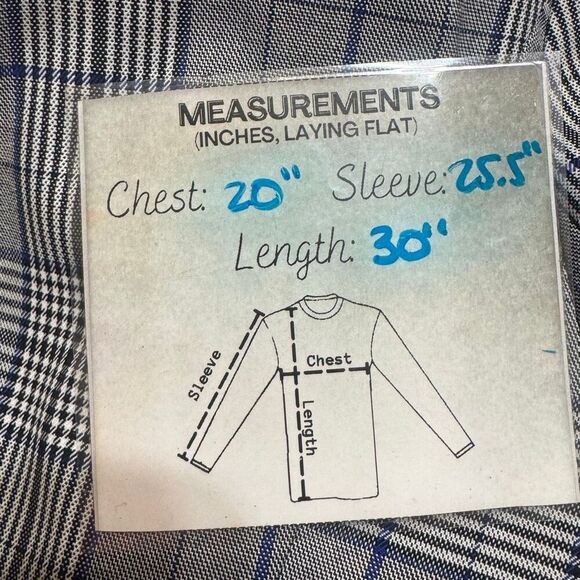 MEASUREMENTS
(INCHES, LAYING FLAT)
Chest: 20" Sleeve: 25.5"
Length: 30"
Sleeve
Chest
Length